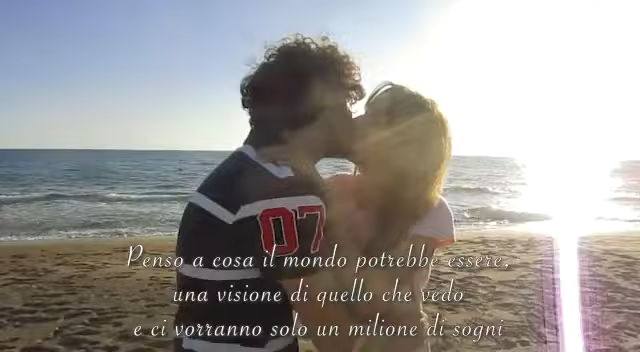 07
Penso a cosa il mondo potrebbe essere,
una visione di quello che vedo
e ci vorranno solo un milione di sogni